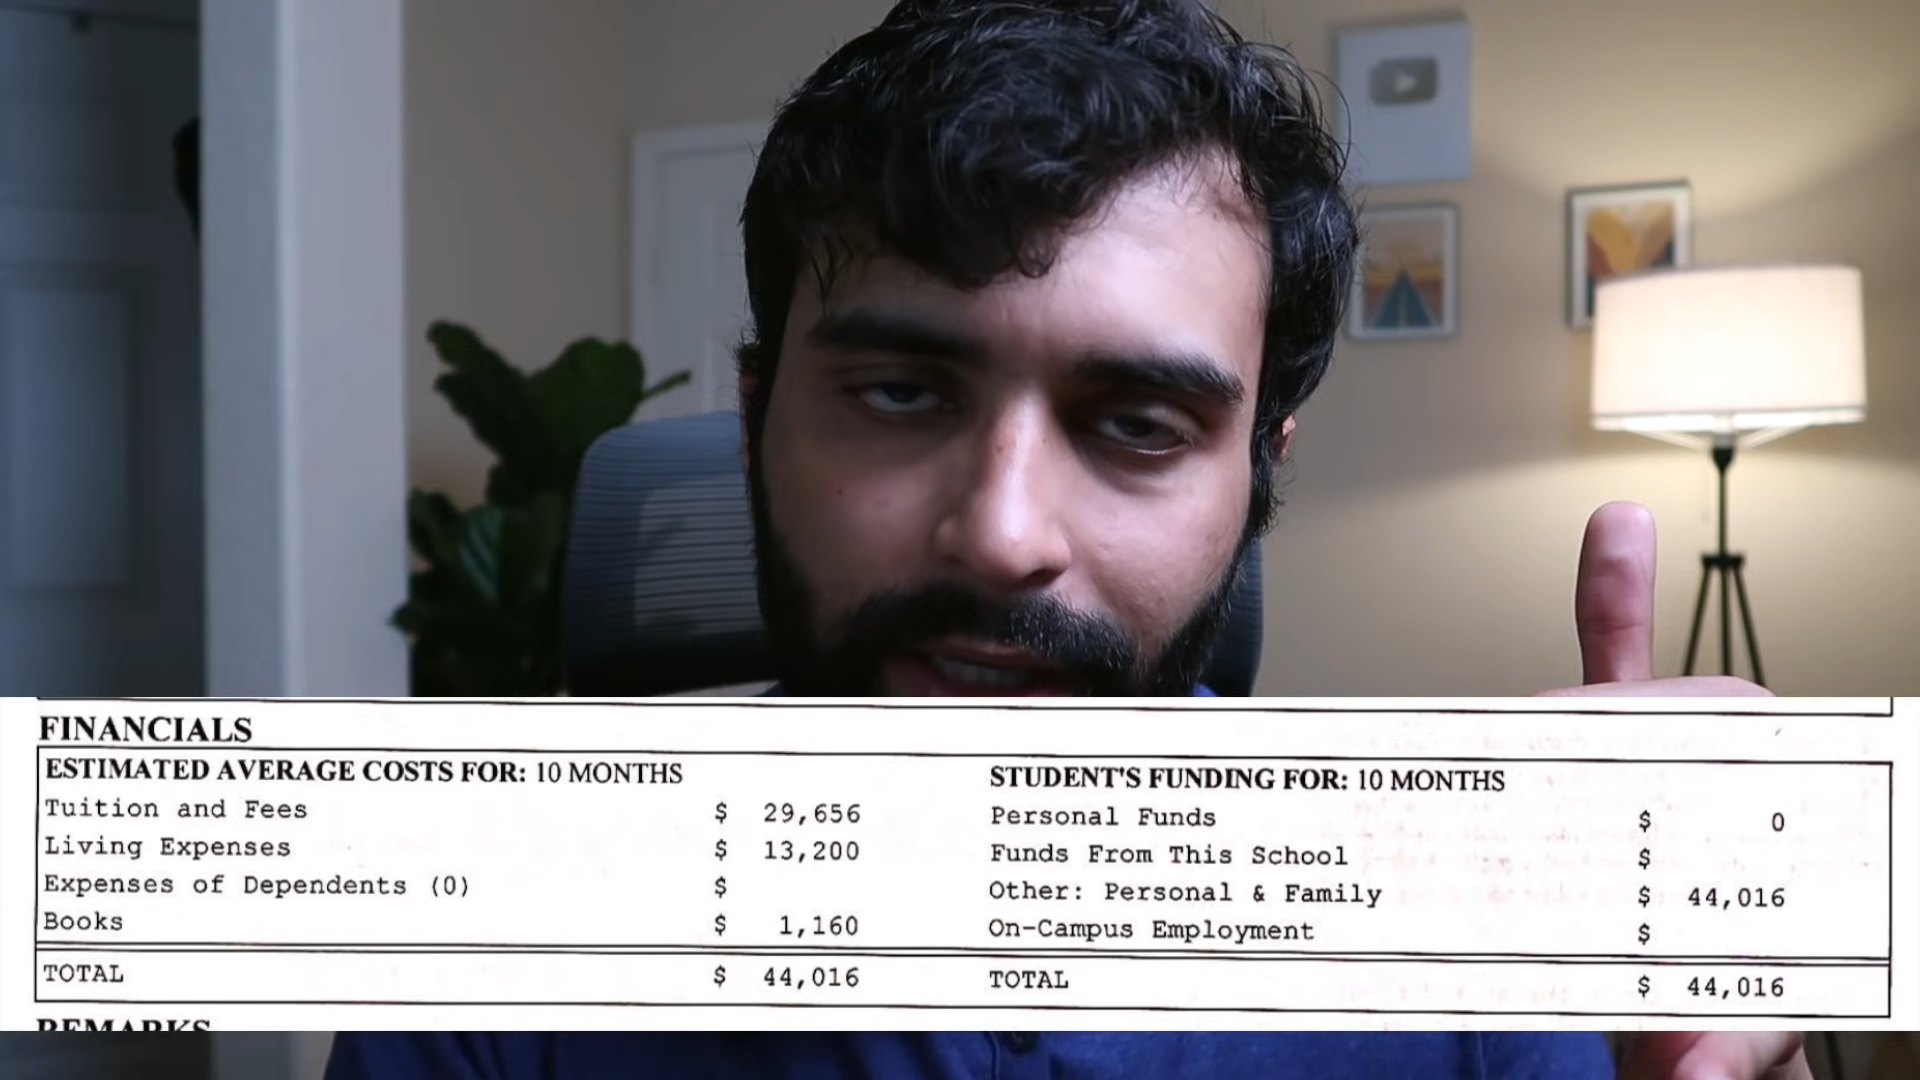 FINANCIALS
ESTIMATED AVERAGE COSTS FOR: 10 MONTHS
Tuition and Fees $ 29,656
Living Expenses $ 13,200
Expenses of Dependents (0) $
Books $ 1,160
TOTAL $ 44,016
STUDENT'S FUNDING FOR: 10 MONTHS
Personal Funds $ 0
Funds From This School $
Other: Personal & Family $ 44,016
On-Campus Employment $
TOTAL $ 44,016
REMARKS